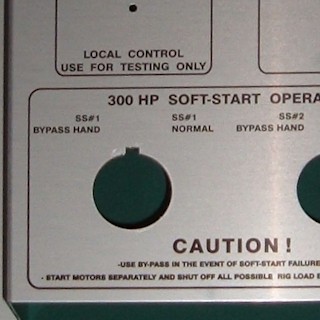 LOCAL CONTROL
USE FOR TESTING ONLY
300 HP SOFT-START OPERA
SS#1 SS#1 SS#2
BYPASS HAND NORMAL BYPASS HAND
CAUTION!
-USE BY-PASS IN THE EVENT OF SOFT-START FAILURE
- START MOTORS SEPARATELY AND SHUT OFF ALL POSSIBLE RIG LOAD